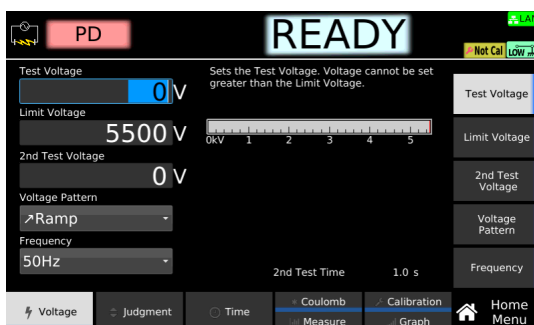 PD
READY
LAN
Not Cal
LOW
Test Voltage
0 V
Limit Voltage
5500 V
2nd Test Voltage
0 V
Voltage Pattern
↗Ramp
Frequency
50Hz
Sets the Test Voltage. Voltage cannot be set
greater than the Limit Voltage.
0kV 1 2 3 4 5
2nd Test Time 1.0 s
Test Voltage
Limit Voltage
2nd Test
Voltage
Voltage
Pattern
Frequency
Voltage
Judgment
Time
Coulomb
Measure
Calibration
Graph
Home
Menu